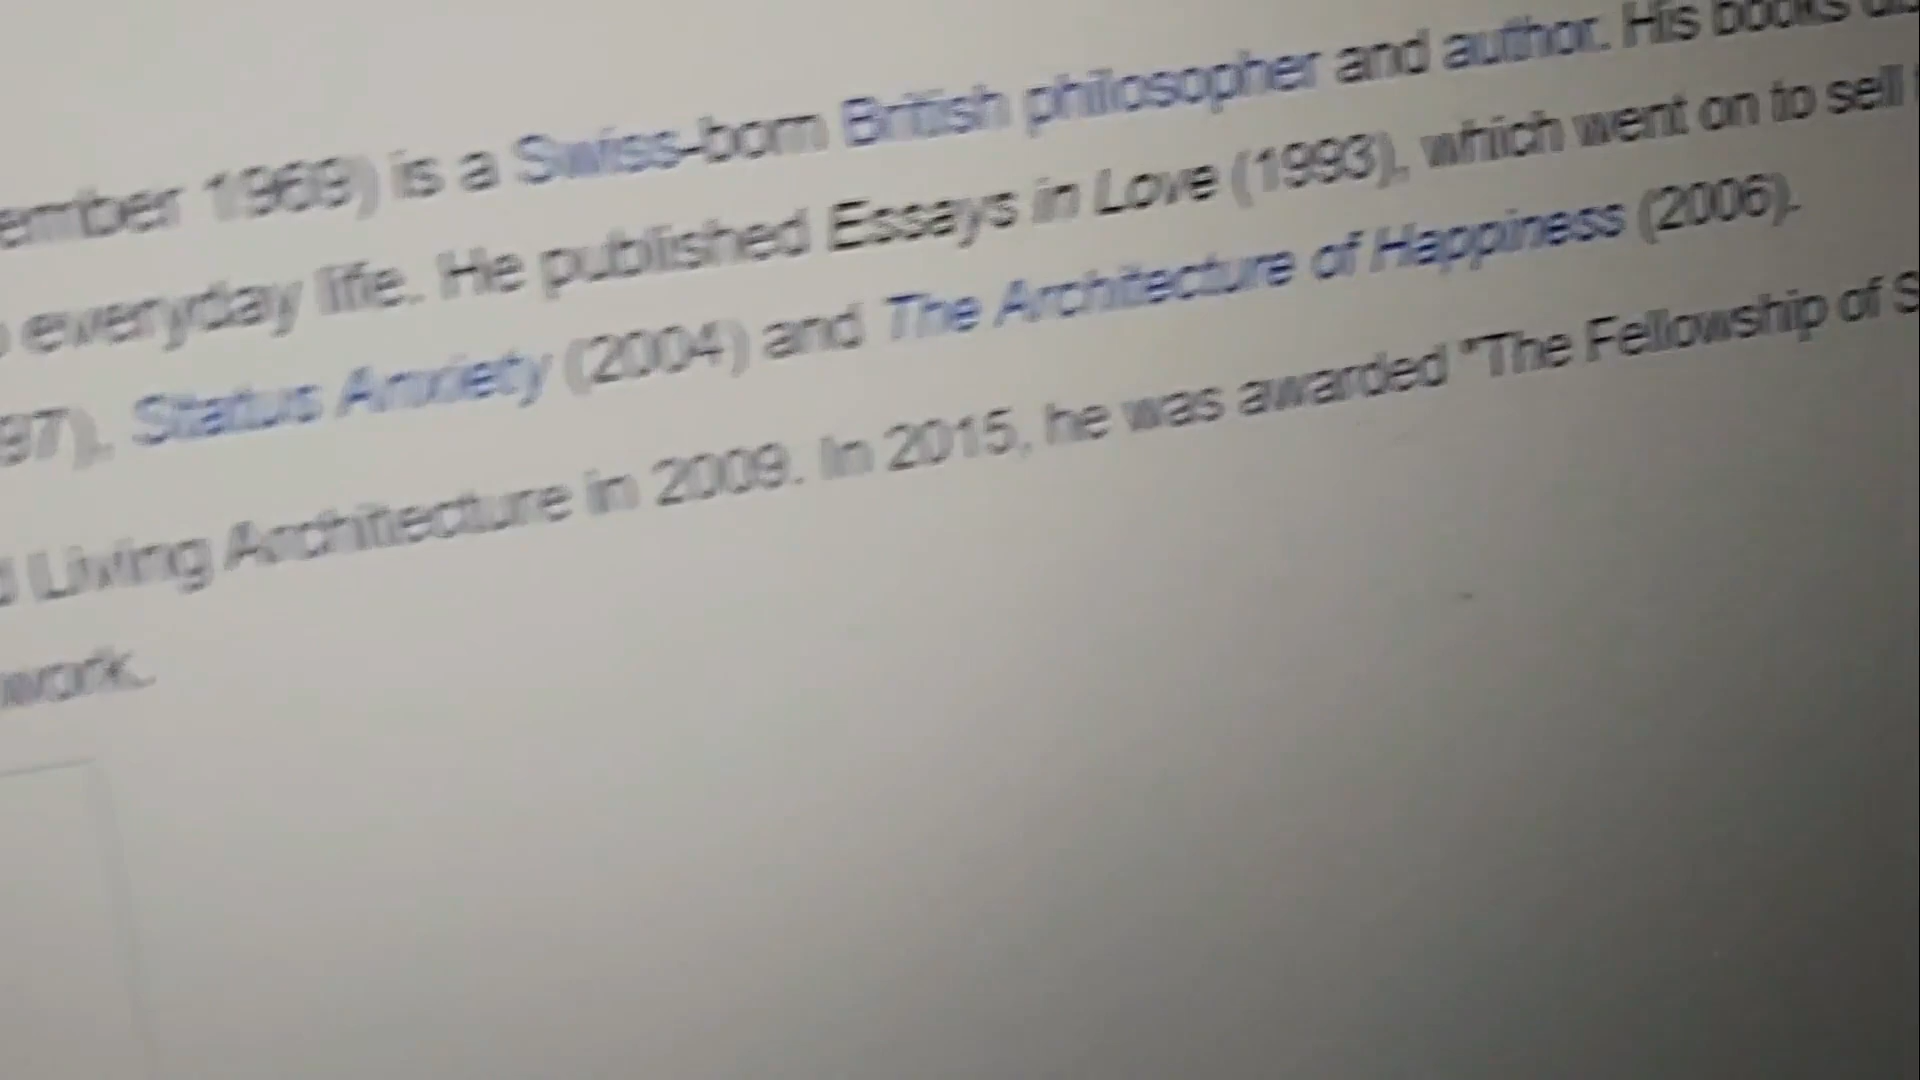 ember 1969) is a Swiss-born British philosopher and author. His books
everyday life. He published Essays in Love (1993), which went on to sell
97), Status Anxiety (2004) and The Architecture of Happiness (2006).
Living Architecture in 2009. In 2015, he was awarded "The Fellowship of S
work.